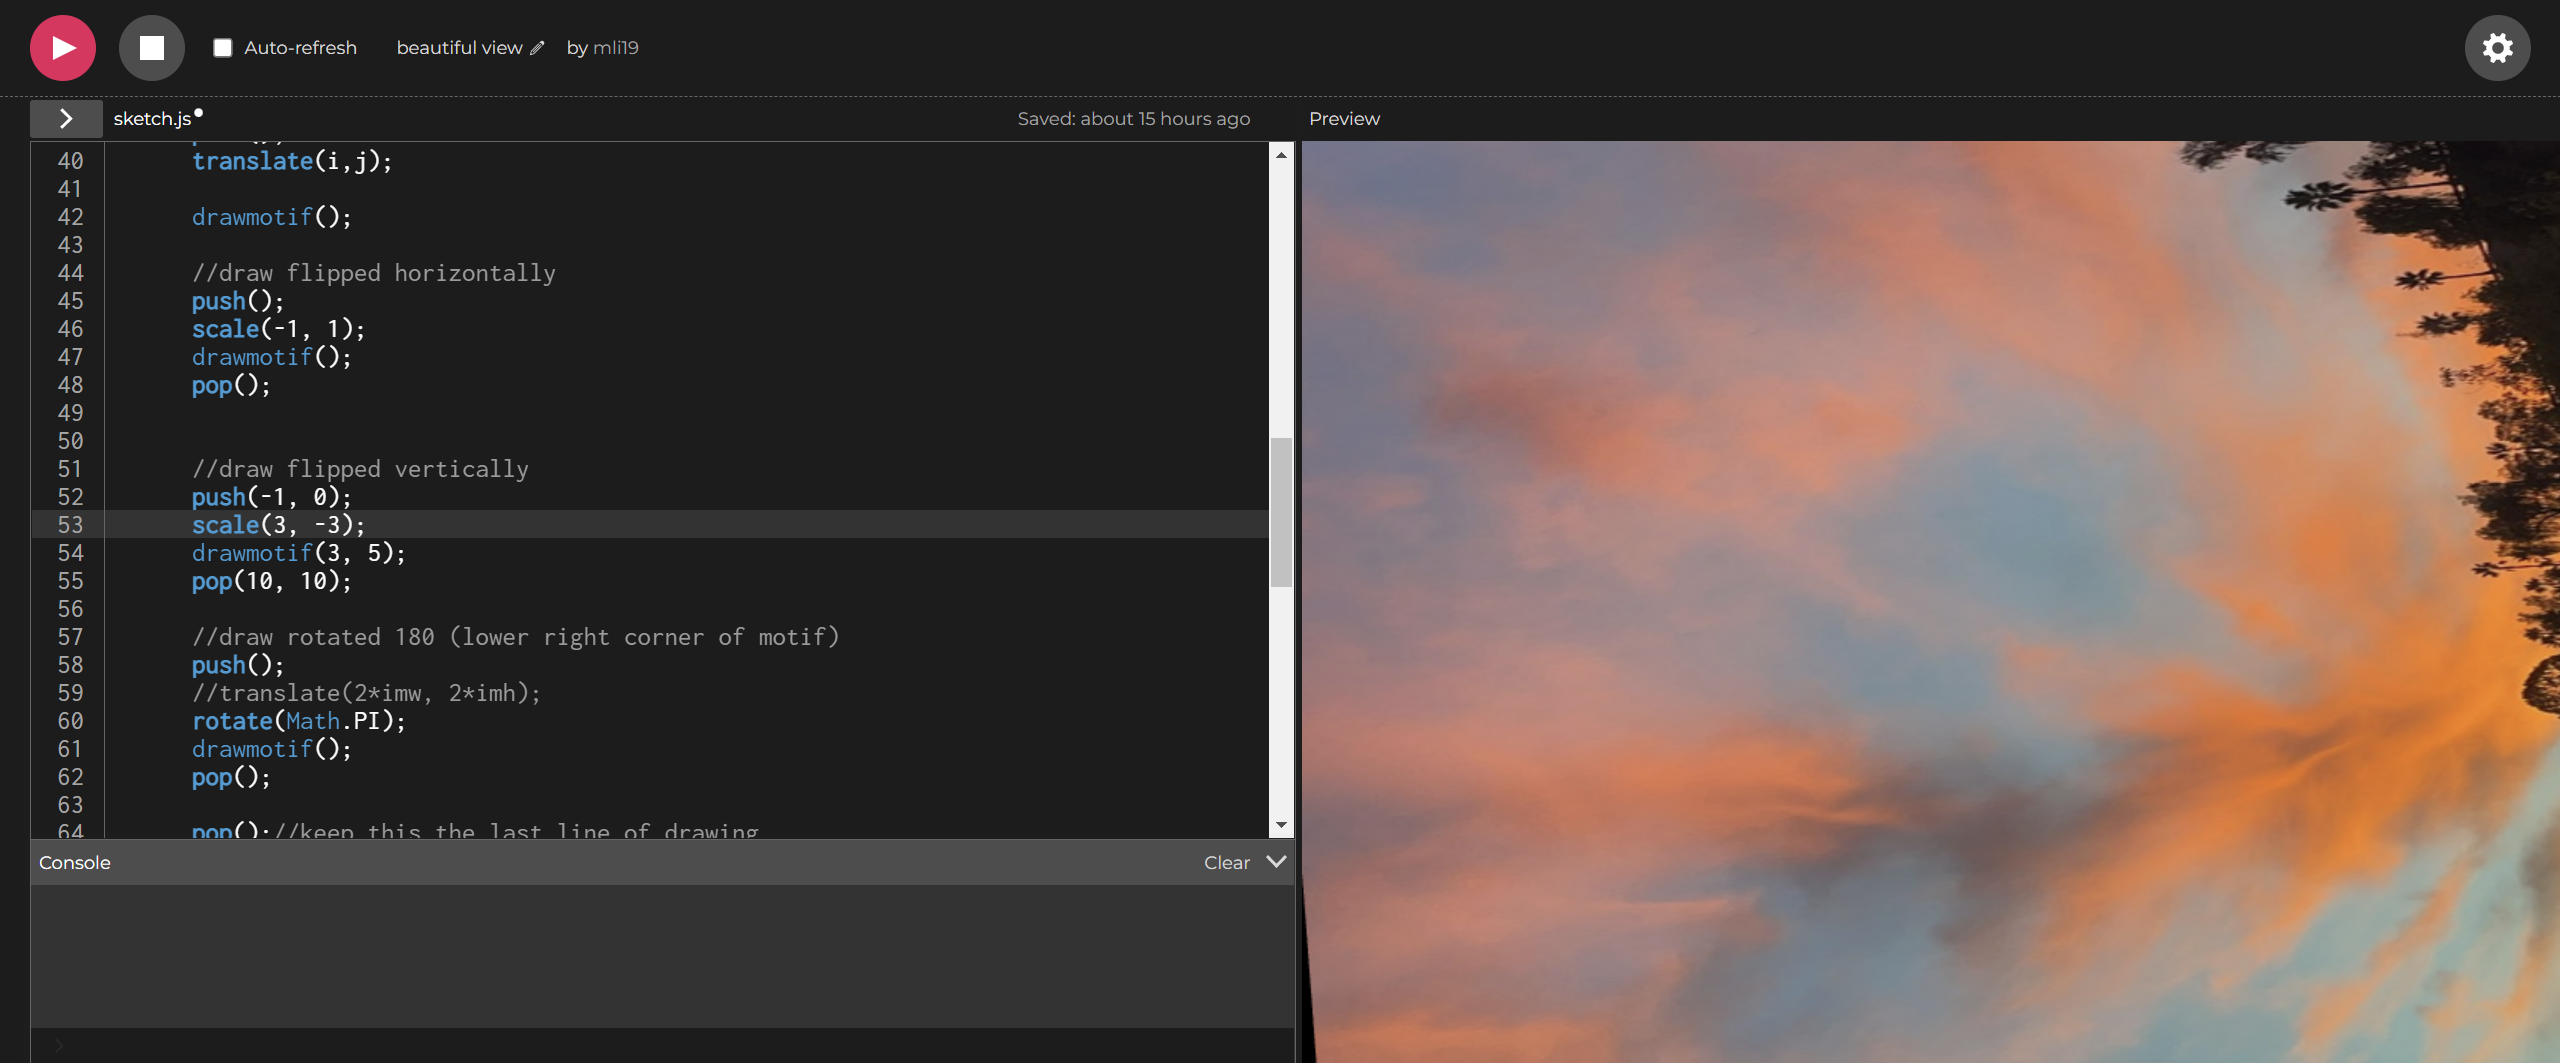 Auto-refresh beautiful view by mli19
sketch.js
Saved: about 15 hours ago
Preview
40 translate(i,j);
41
42 drawmotif();
43
44 //draw flipped horizontally
45 push();
46 scale(-1, 1);
47 drawmotif();
48 pop();
49
50
51 //draw flipped vertically
52 push(-1, 0);
53 scale(3, -3);
54 drawmotif(3, 5);
55 pop(10, 10);
56
57 //draw rotated 180 (lower right corner of motif)
58 push();
59 //translate(2*imw, 2*imh);
60 rotate(Math.PI);
61 drawmotif();
62 pop();
63
64 pop();//keep this the last line of drawing
Console
Clear